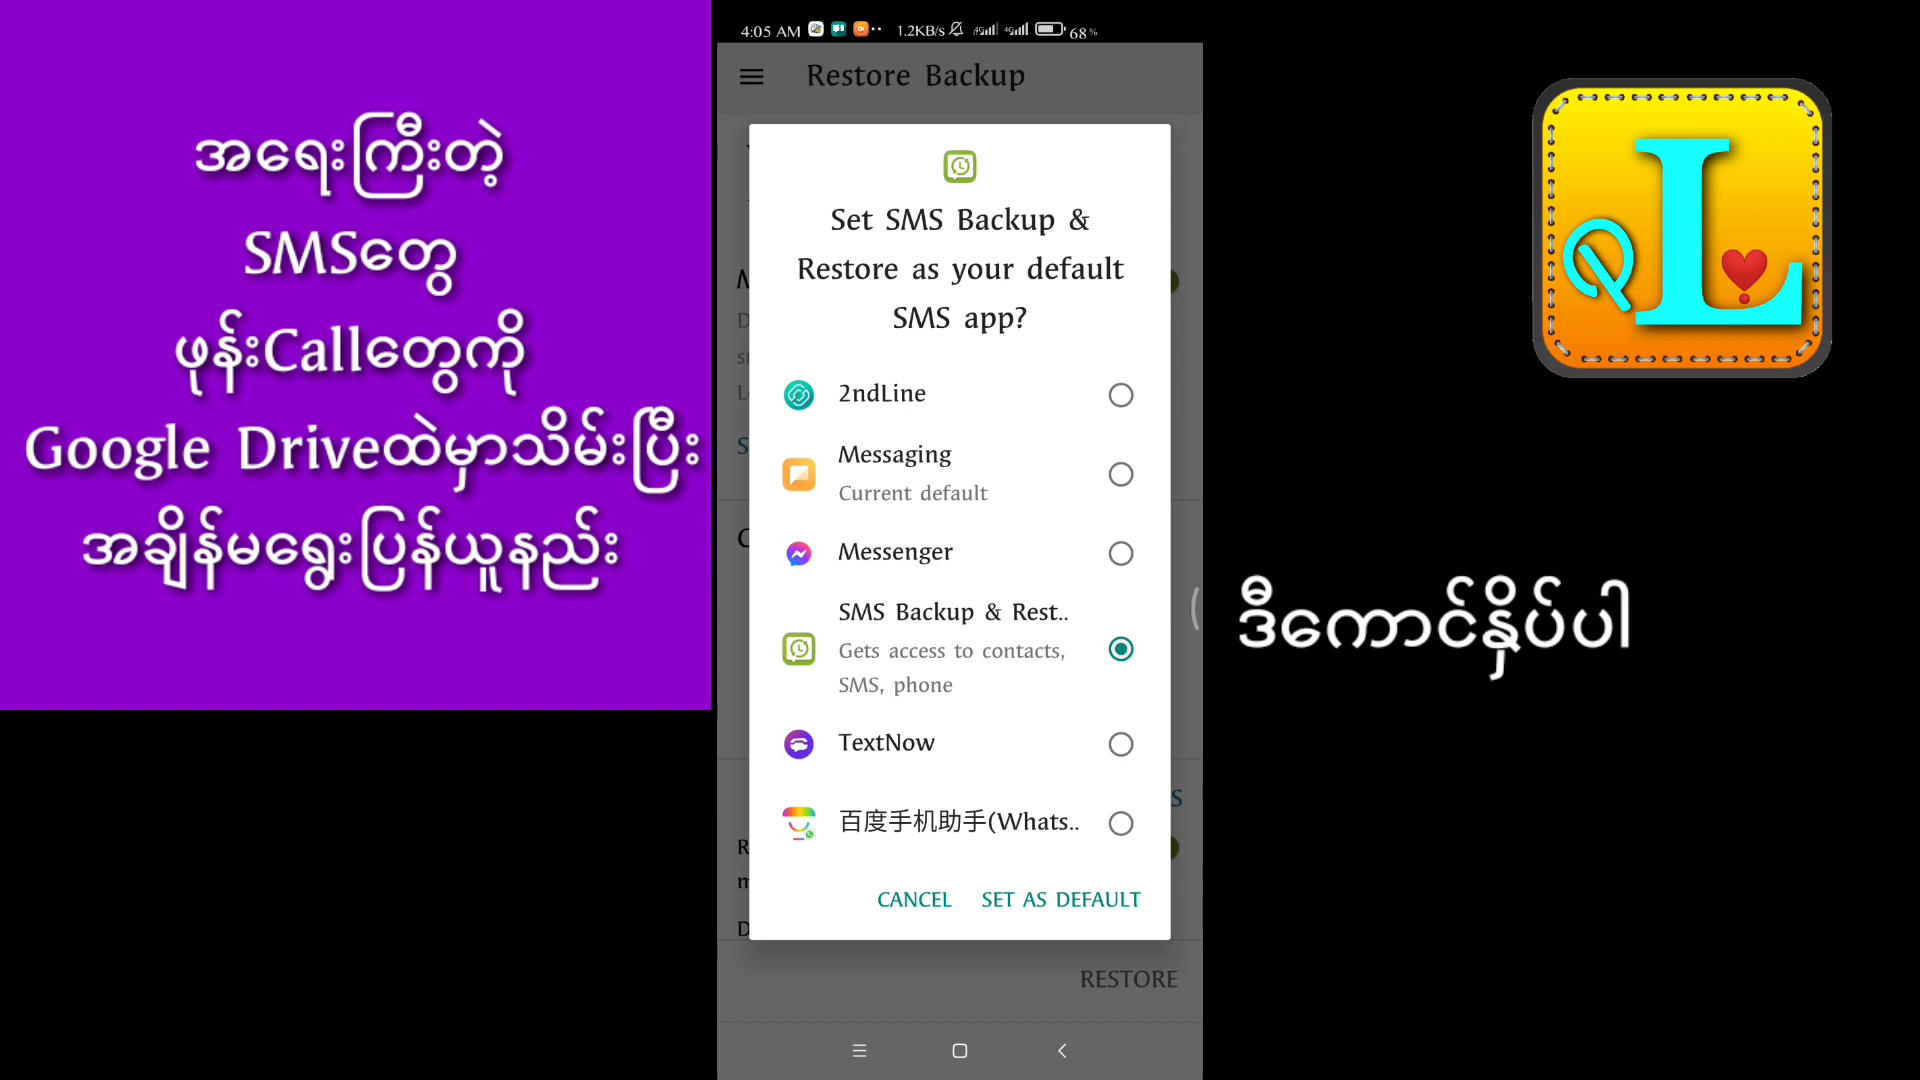 အရေးကြီးတဲ့
SMSတွေ
ဖုန်းCallတွေကို
Google Driveထဲမှာသိမ်းပြီး
အချိန်မရွေးပြန်ယူနည်း
4:05 AM 1.2KB/s 4G 4G 68%
Restore Backup
Set SMS Backup &
Restore as your default
SMS app?
2ndLine
Messaging
Current default
Messenger
SMS Backup & Rest..
Gets access to contacts,
SMS, phone
TextNow
百度手机助手(Whats..
CANCEL SET AS DEFAULT
RESTORE
L
ဒီကောင်နှိပ်ပါ